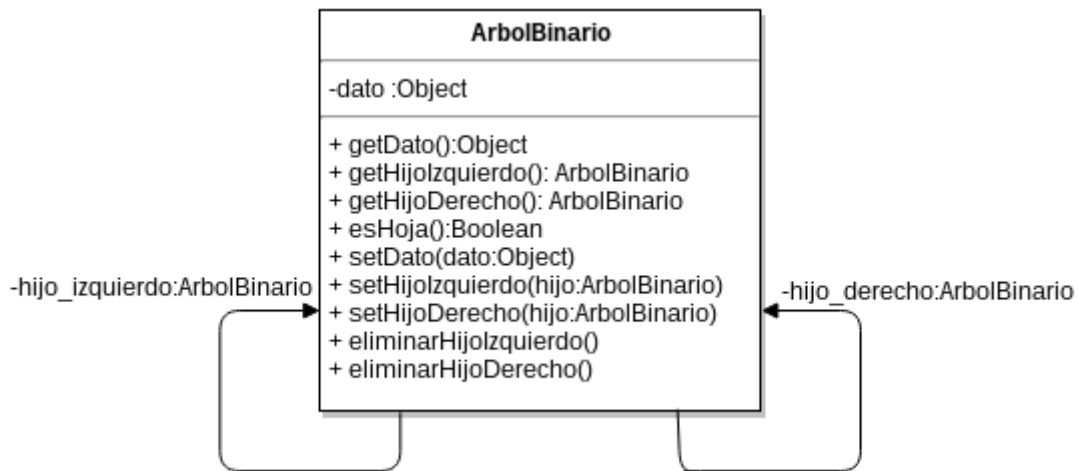 ArbolBinario
-dato :Object
+ getDato():Object
+ getHijoIzquierdo(): ArbolBinario
+ getHijoDerecho(): ArbolBinario
+ esHoja():Boolean
+ setDato(dato:Object)
+ setHijoIzquierdo(hijo:ArbolBinario)
+ setHijoDerecho(hijo:ArbolBinario)
+ eliminarHijoIzquierdo()
+ eliminarHijoDerecho()
-hijo_izquierdo:ArbolBinario
-hijo_derecho:ArbolBinario